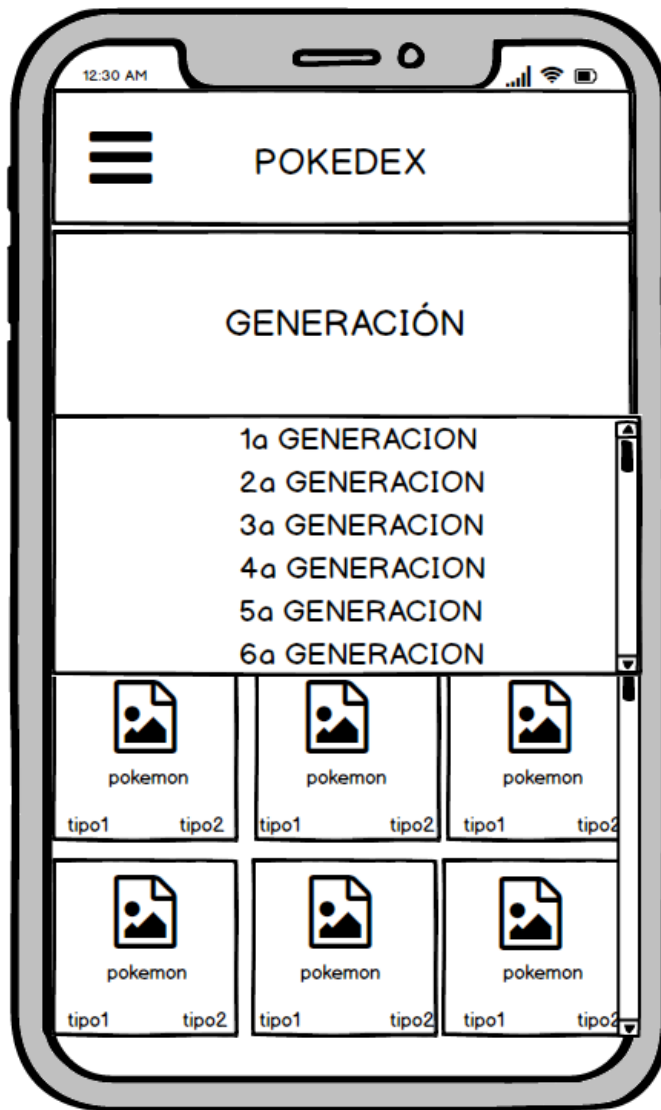 12:30 AM
POKEDEX
GENERACIÓN
1a GENERACION
2a GENERACION
3a GENERACION
4a GENERACION
5a GENERACION
6a GENERACION
pokemon pokemon pokemon
tipo1 tipo2 tipo1 tipo2 tipo1 tipo2
pokemon pokemon pokemon
tipo1 tipo2 tipo1 tipo2 tipo1 tipo2